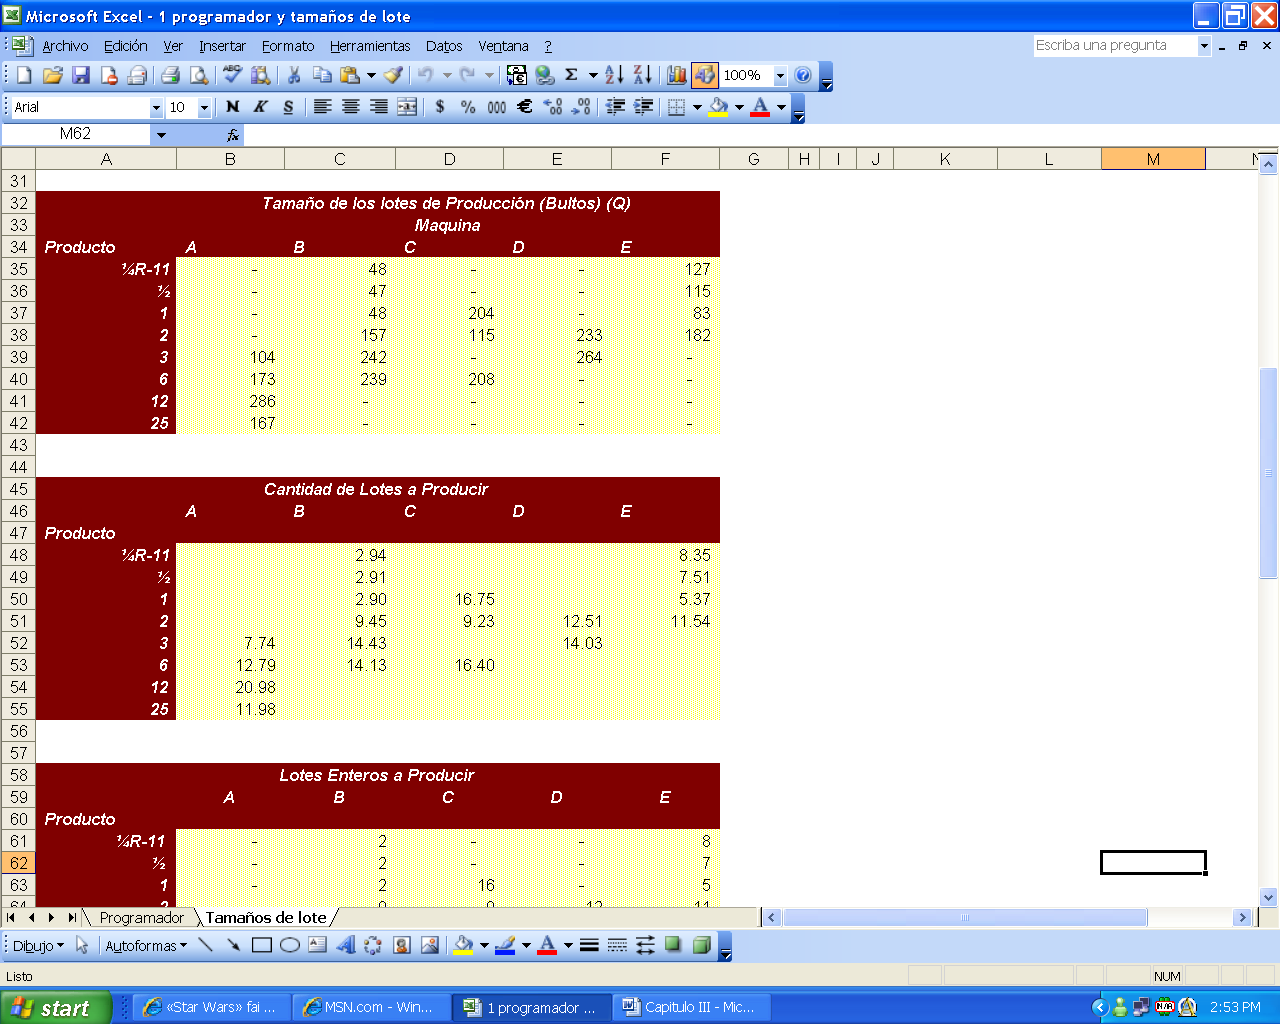 Microsoft Excel - 1 programador y tamaños de lote
Archivo Edición Ver Insertar Formato Herramientas Datos Ventana ? Escriba una pregunta
100%
Arial 10 N K S $ % 000 €
M62 fx
A B C D E F G H I J K L M
31
32 Tamaño de los lotes de Producción (Bultos) (Q)
33 Maquina
34 Producto A B C D E
35 ¼R-11 - 48 - - 127
36 ½ - 47 - - 115
37 1 - 48 204 - 83
38 2 - 157 115 233 182
39 3 104 242 - 264 -
40 6 173 239 208 - -
41 12 286 - - - -
42 25 167 - - - -
43
44
45 Cantidad de Lotes a Producir
46 A B C D E
47 Producto
48 ¼R-11 2.94 8.35
49 ½ 2.91 7.51
50 1 2.90 16.75 5.37
51 2 9.45 9.23 12.51 11.54
52 3 7.74 14.43 14.03
53 6 12.79 14.13 16.40
54 12 20.98
55 25 11.98
56
57
58 Lotes Enteros a Producir
59 A B C D E
60 Producto
61 ¼R-11 - 2 - - 8
62 ½ - 2 - - 7
63 1 - 2 16 - 5
64 2 - 9 9 12 11
Programador Tamaños de lote
Dibujo Autoformas
Listo NUM
start «Star Wars» fai ... MSN.com - Win... 1 programador ... Capitulo III - Mic... N/A 2:53 PM